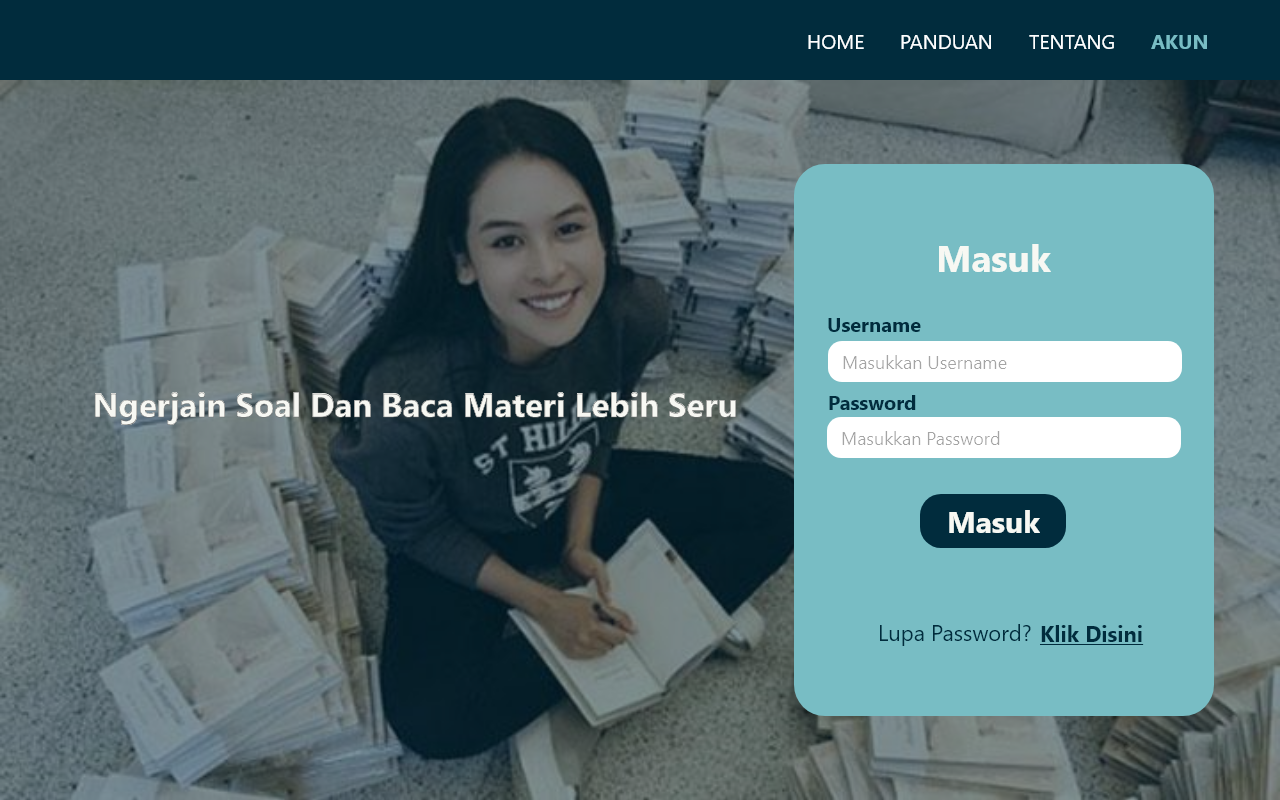 HOME PANDUAN TENTANG AKUN
Ngerjain Soal Dan Baca Materi Lebih Seru
ST HIL
Masuk
Username
Masukkan Username
Password
Masukkan Password
Masuk
Lupa Password? Klik Disini